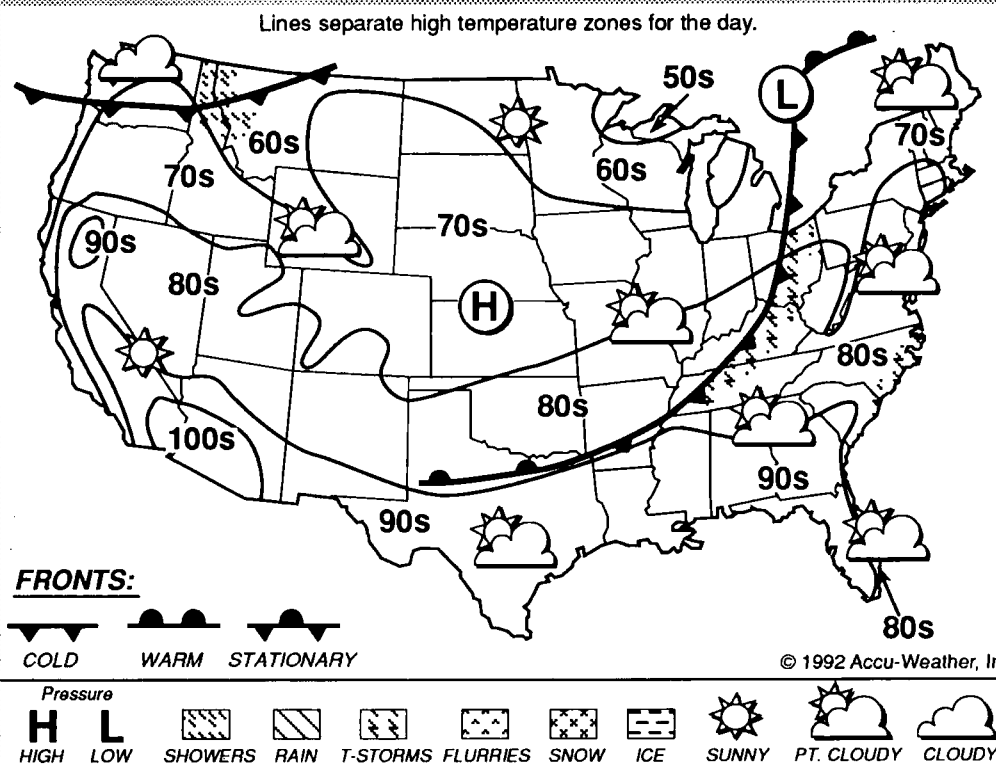 Lines separate high temperature zones for the day.
50s
L
70s
60s
60s
70s
70s
90s
80s
H
80s
80s
100s
90s
90s
80s
FRONTS:
COLD WARM STATIONARY
© 1992 Accu-Weather, In
Pressure
H L
HIGH LOW SHOWERS RAIN T-STORMS FLURRIES SNOW ICE SUNNY PT. CLOUDY CLOUDY